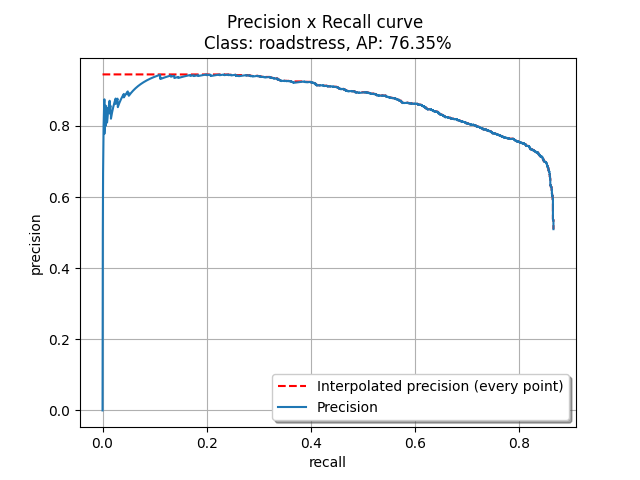 Precision x Recall curve
Class: roadstress, AP: 76.35%
precision
0.8
0.6
0.4
0.2
0.0
Interpolated precision (every point)
Precision
0.0 0.2 0.4 0.6 0.8
recall